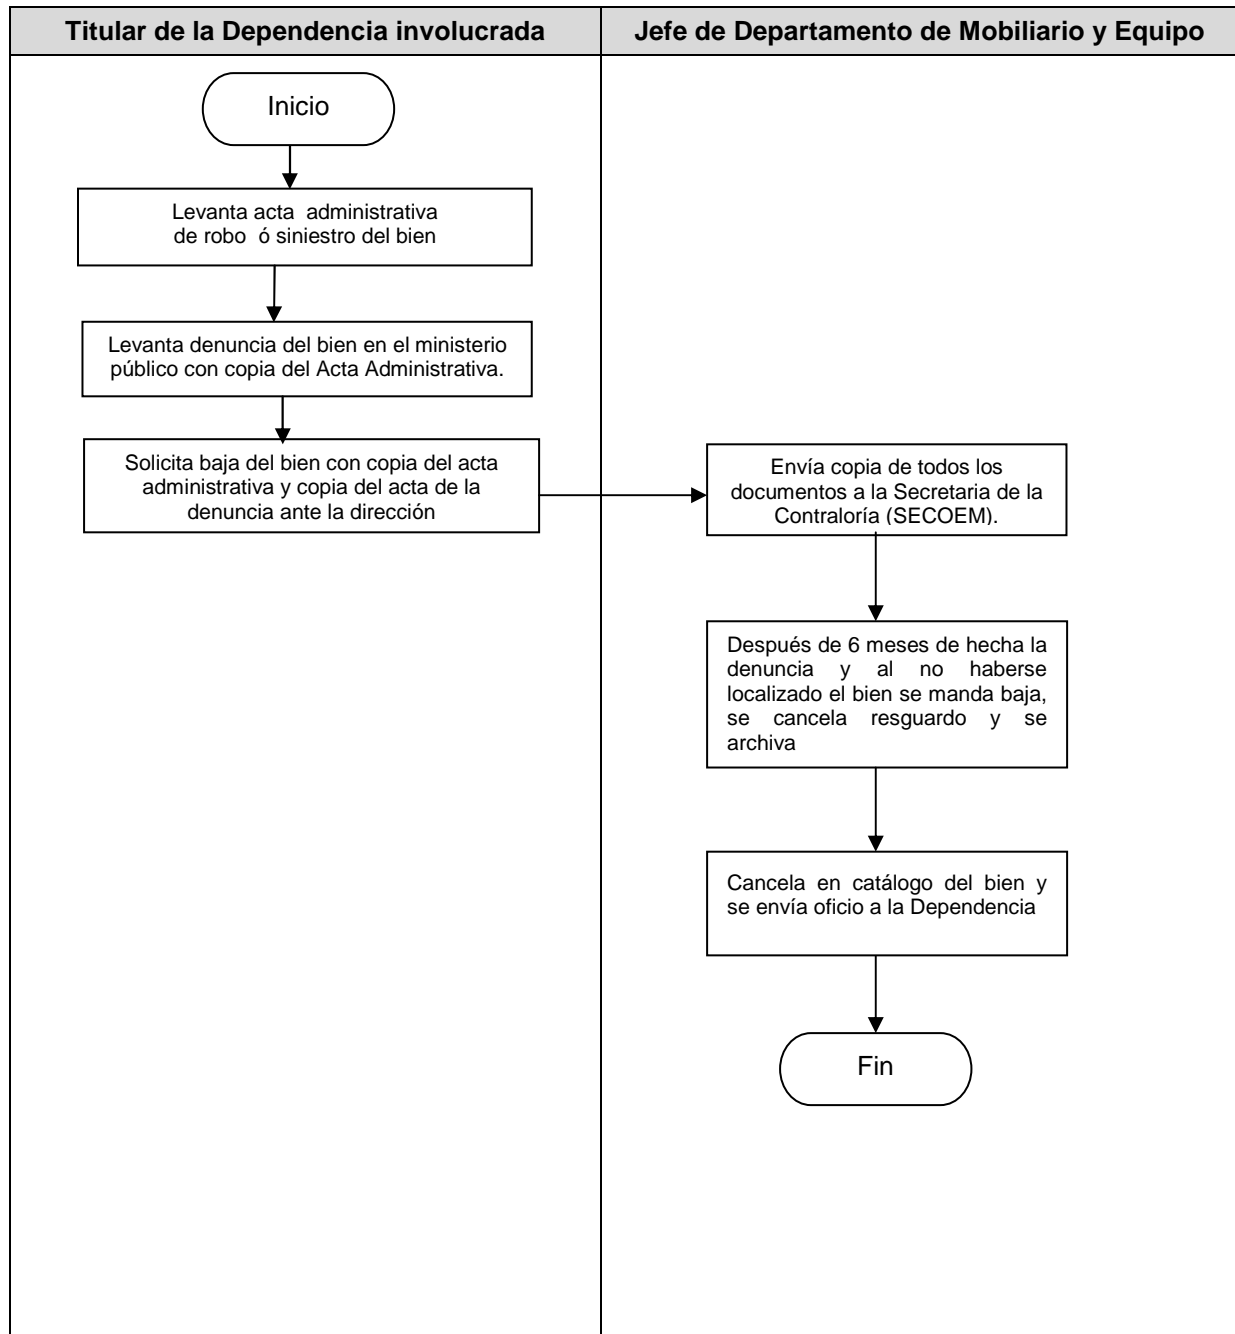 Titular de la Dependencia involucrada
Jefe de Departamento de Mobiliario y Equipo
Inicio
Levanta acta administrativa
de robo ó siniestro del bien
Levanta denuncia del bien en el ministerio
público con copia del Acta Administrativa.
Solicita baja del bien con copia del acta
administrativa y copia del acta de la
denuncia ante la dirección
Envía copia de todos los
documentos a la Secretaria de la
Contraloría (SECOEM).
Después de 6 meses de hecha la
denuncia y al no haberse
localizado el bien se manda baja,
se cancela resguardo y se
archiva
Cancela en catálogo del bien y
se envía oficio a la Dependencia
Fin